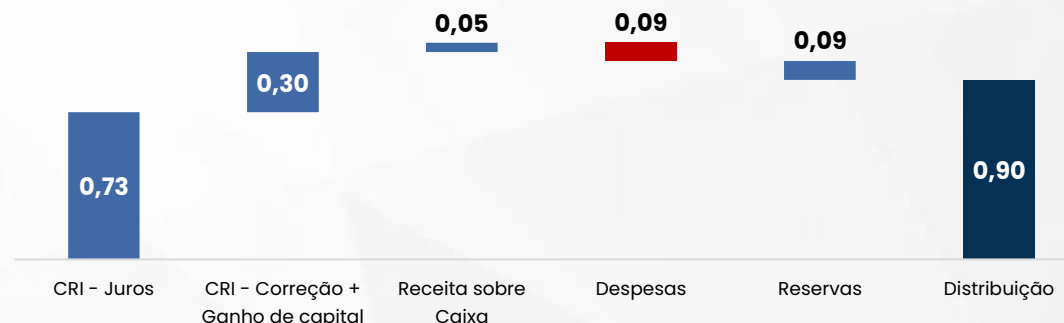 0,05
0,09
0,09
0,30
0,73
0,90
CRI - Juros
CRI - Correção +
Ganho de capital
Receita sobre
Caixa
Despesas
Reservas
Distribuição